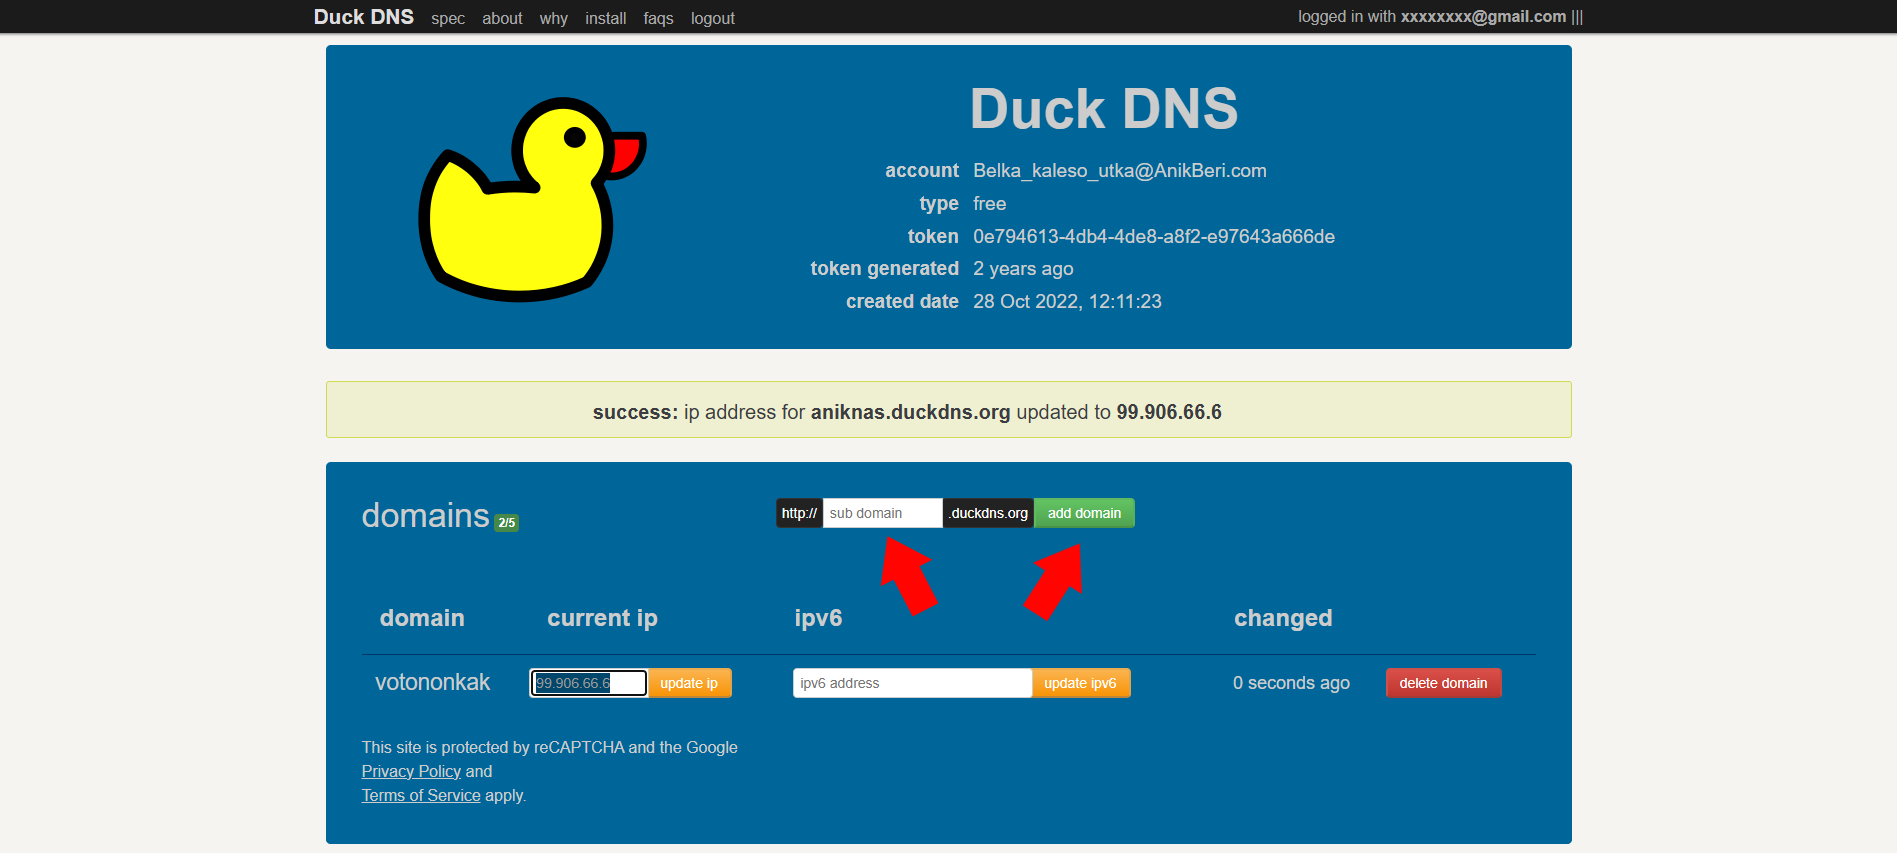 Duck DNS spec about why install faqs logout logged in with xxxxxxxx@gmail.com |||
Duck DNS
account Belka_kaleso_utka@AnikBeri.com
type free
token 0e794613-4db4-4de8-a8f2-e97643a666de
token generated 2 years ago
created date 28 Oct 2022, 12:11:23
success: ip address for aniknas.duckdns.org updated to 99.906.66.6
domains 2/5 http:// sub domain .duckdns.org add domain
domain current ip ipv6 changed
votononkak 99.906.66.6 update ip ipv6 address update ipv6 0 seconds ago delete domain
This site is protected by reCAPTCHA and the Google
Privacy Policy and
Terms of Service apply.